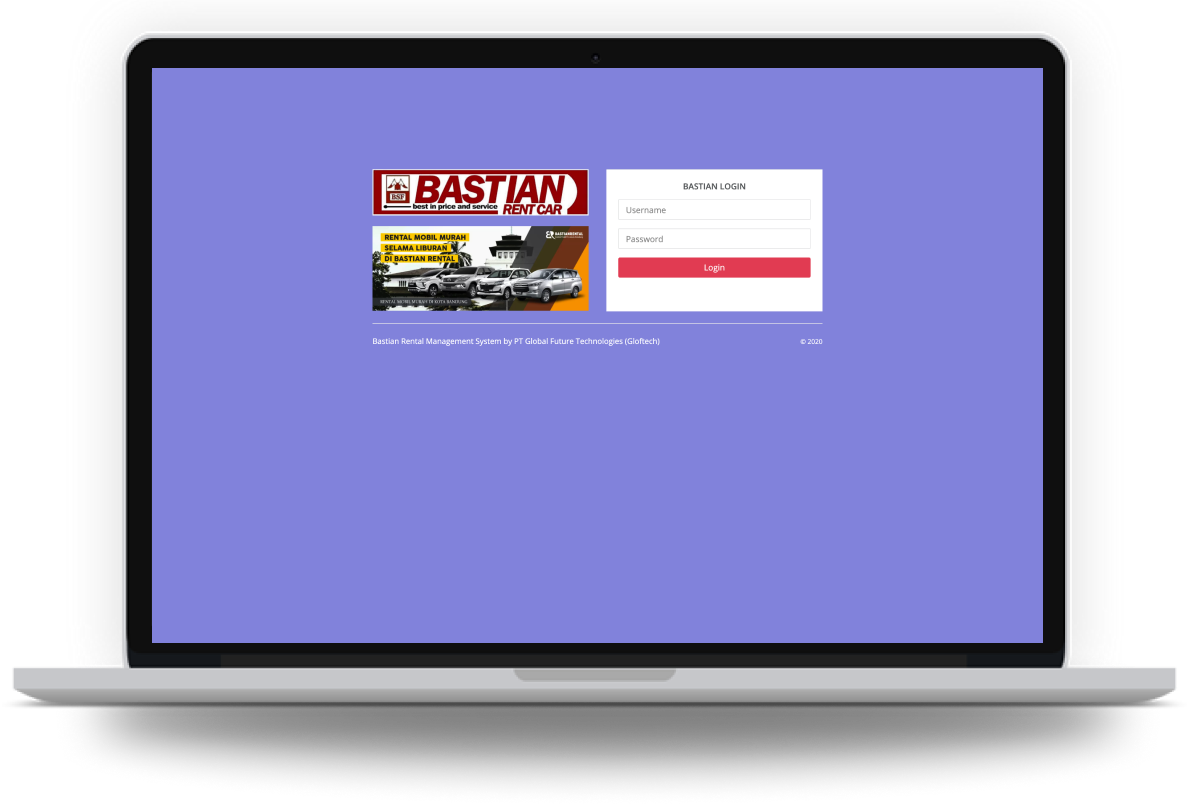 BSF
BASTIAN
best in price and service
RENT CAR
RENTAL MOBIL MURAH
SELAMA LIBURAN
DI BASTIAN RENTAL
BASTIANRENTAL
RENTAL MOBIL MURAH DI KOTA BANDUNG
BASTIAN LOGIN
Username
Password
Login
Bastian Rental Management System by PT Global Future Technologies (Gloftech)
© 2020